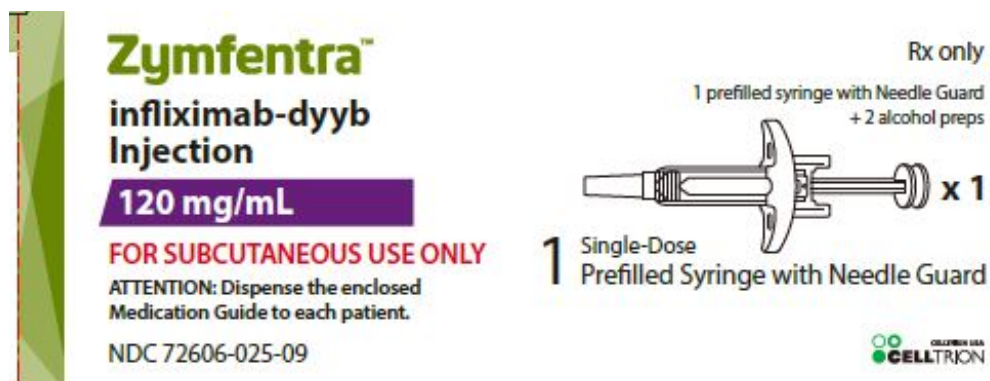 Zymfentra™
infliximab-dyyb
Injection
120 mg/mL
FOR SUBCUTANEOUS USE ONLY
ATTENTION: Dispense the enclosed
Medication Guide to each patient.
NDC 72606-025-09
Rx only
1 prefilled syringe with Needle Guard
+ 2 alcohol preps
x 1
1 Single-Dose
Prefilled Syringe with Needle Guard
CELLTRION USA
CELLTRION